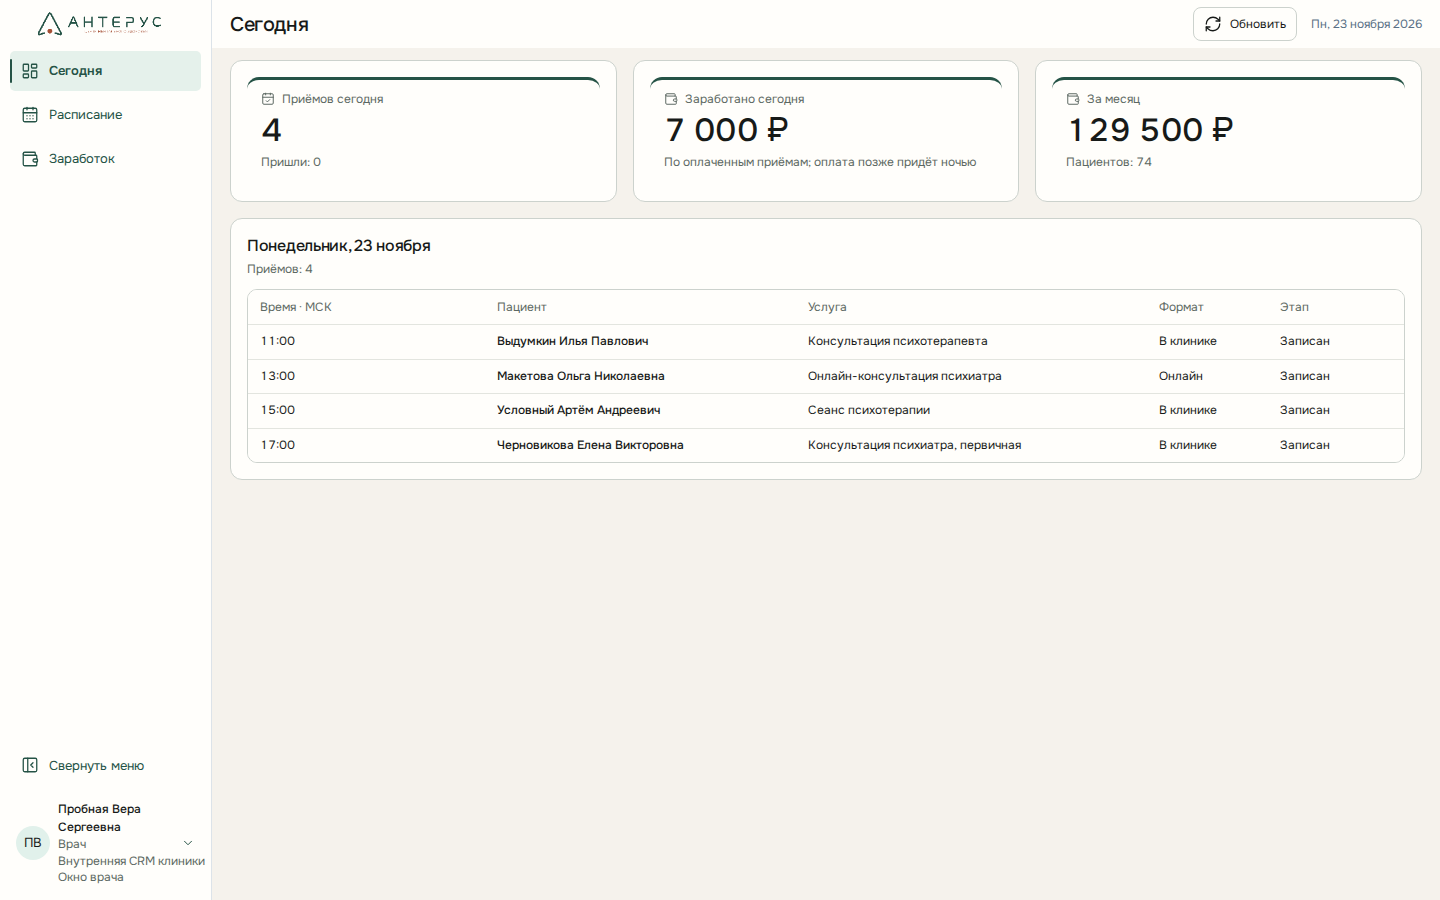 АНТЕРУС
Сегодня
Расписание
Заработок
Свернуть меню
ПВ
Пробная Вера
Сергеевна
Врач
Внутренняя CRM клиники
Окно врача
Сегодня
Обновить
Пн, 23 ноября 2026
Приёмов сегодня
4
Пришли: 0
Заработано сегодня
7 000 ₽
По оплаченным приёмам; оплата позже придёт ночью
За месяц
129 500 ₽
Пациентов: 74
Понедельник, 23 ноября
Приёмов: 4
Время · МСК Пациент Услуга Формат Этап
11:00 Выдумкин Илья Павлович Консультация психотерапевта В клинике Записан
13:00 Макетова Ольга Николаевна Онлайн-консультация психиатра Онлайн Записан
15:00 Условный Артём Андреевич Сеанс психотерапии В клинике Записан
17:00 Черновикова Елена Викторовна Консультация психиатра, первичная В клинике Записан